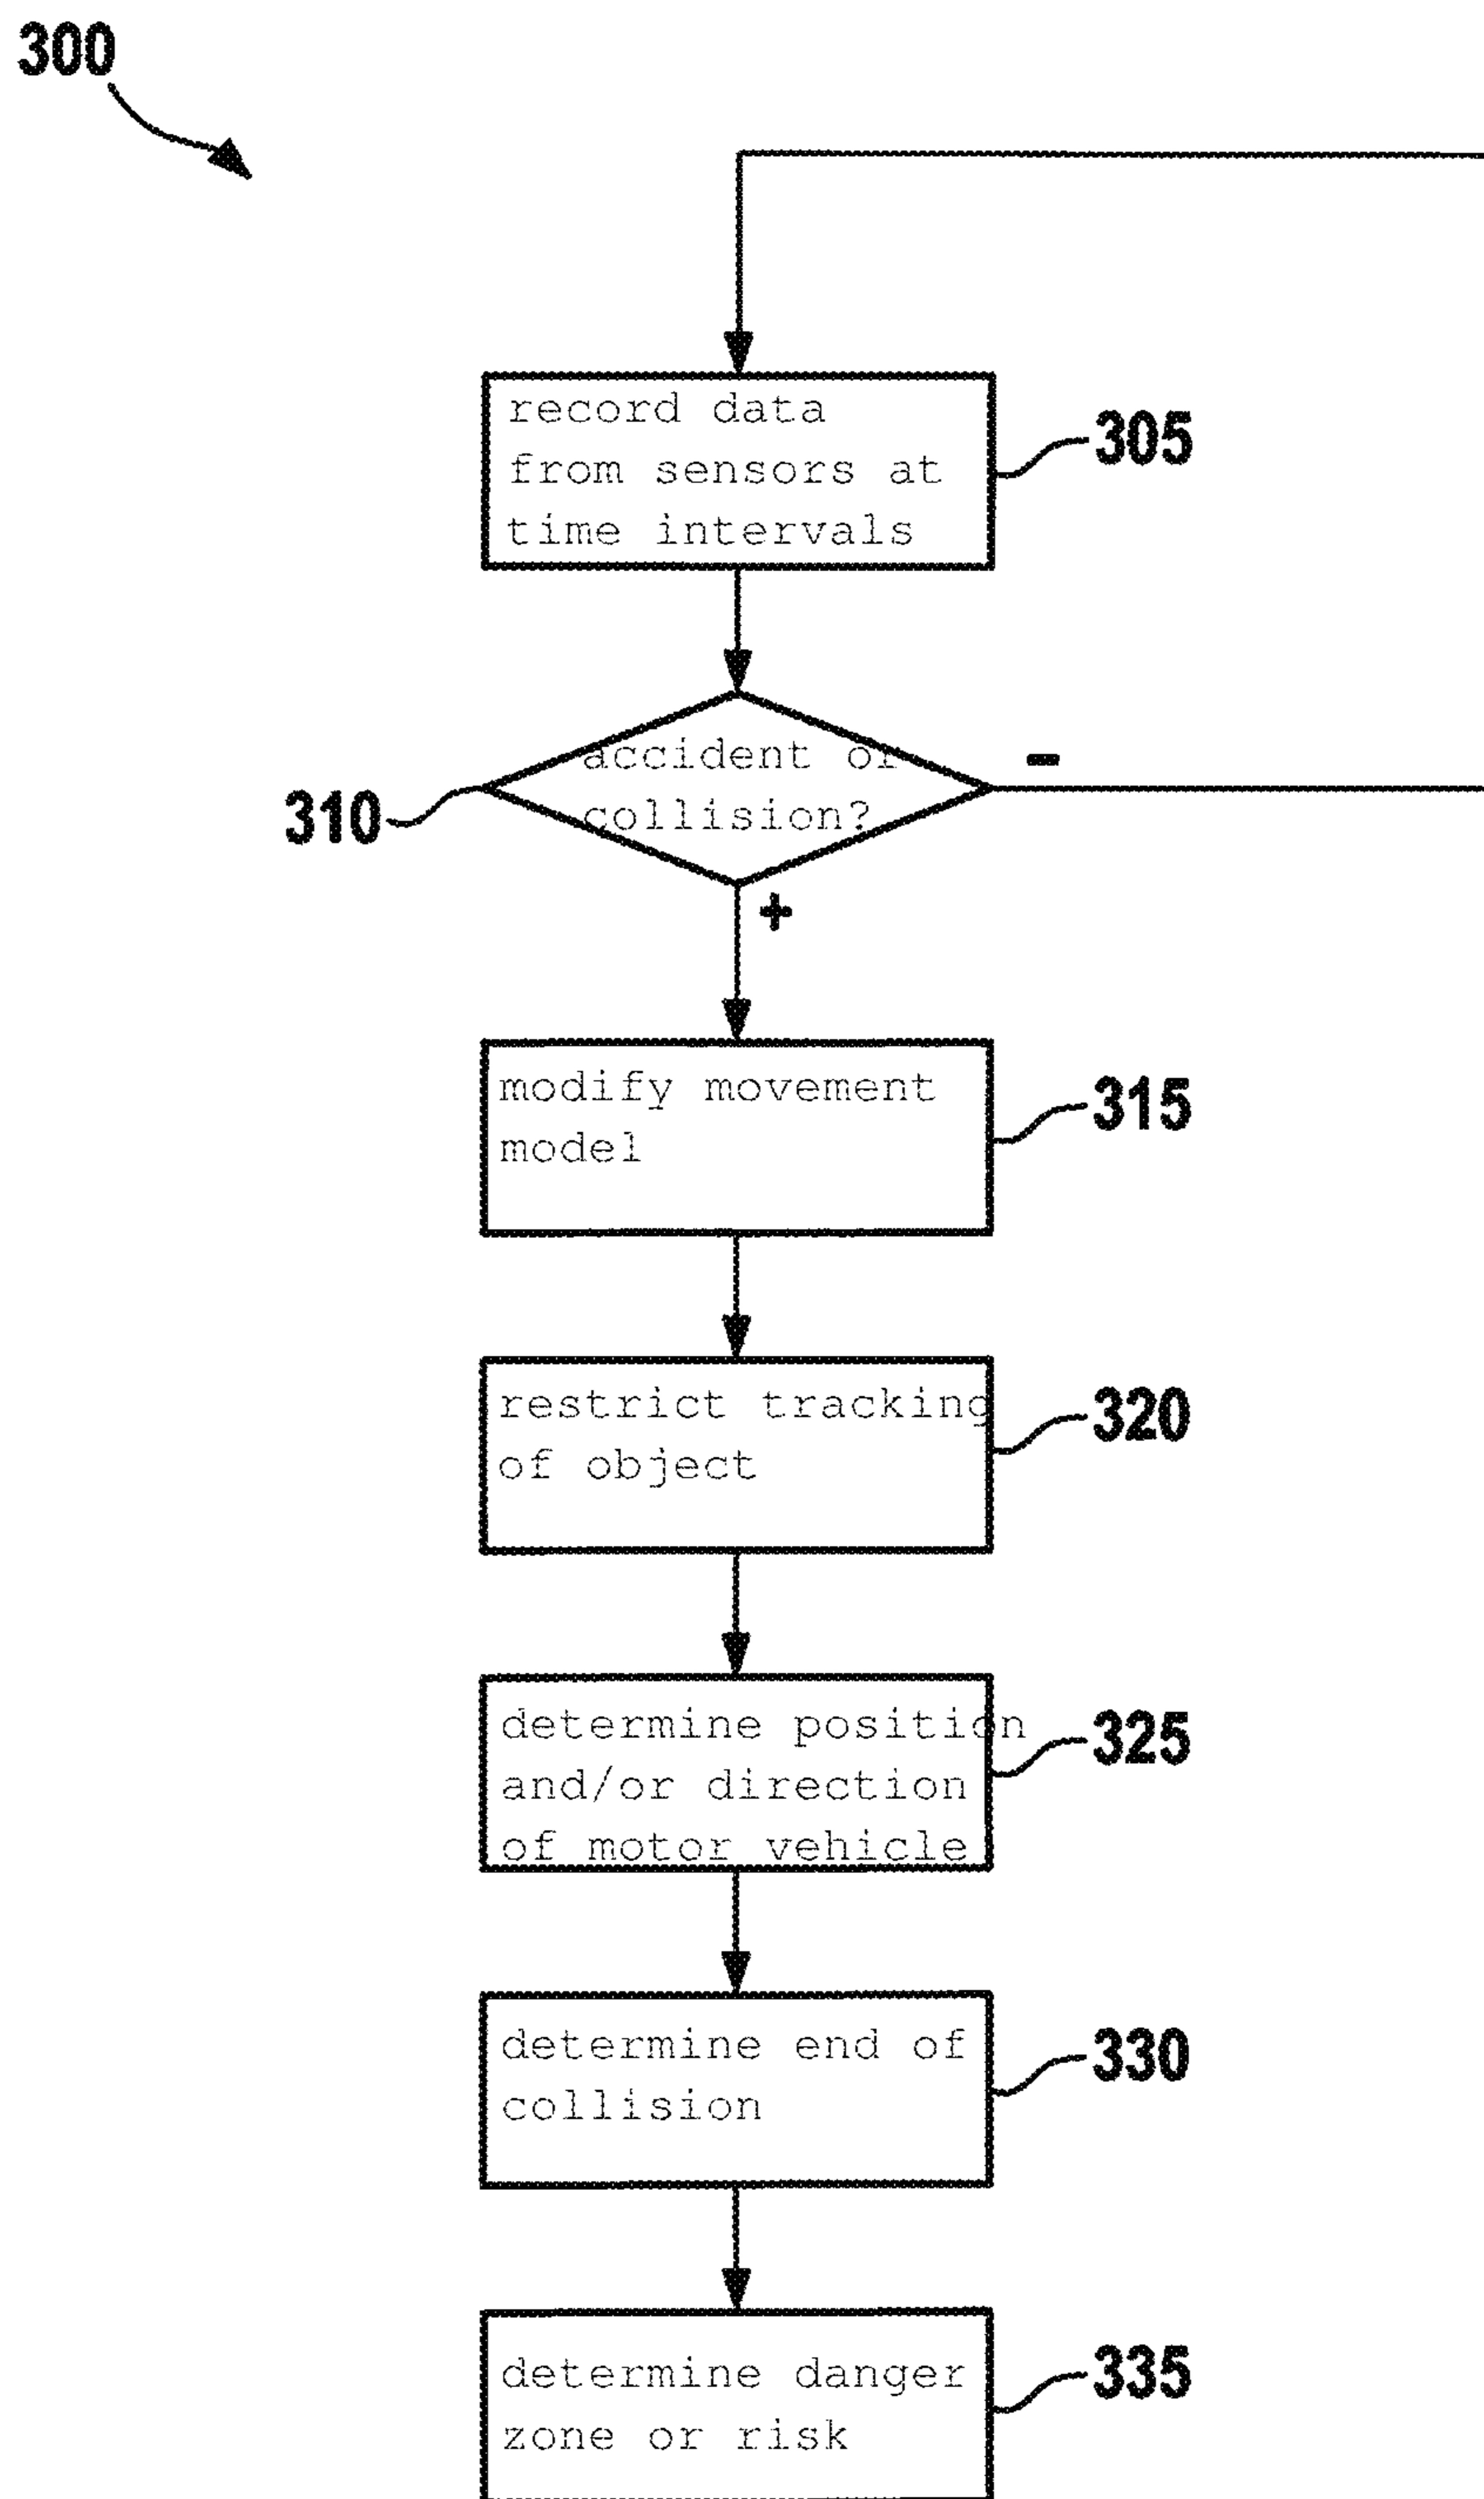 300
record data
from sensors at
time intervals
305
accident or
collision?
-
310
+
modify movement
model
315
restrict tracking
of object
320
determine position
and/or direction
of motor vehicle
325
determine end of
collision
330
determine danger
zone or risk
335